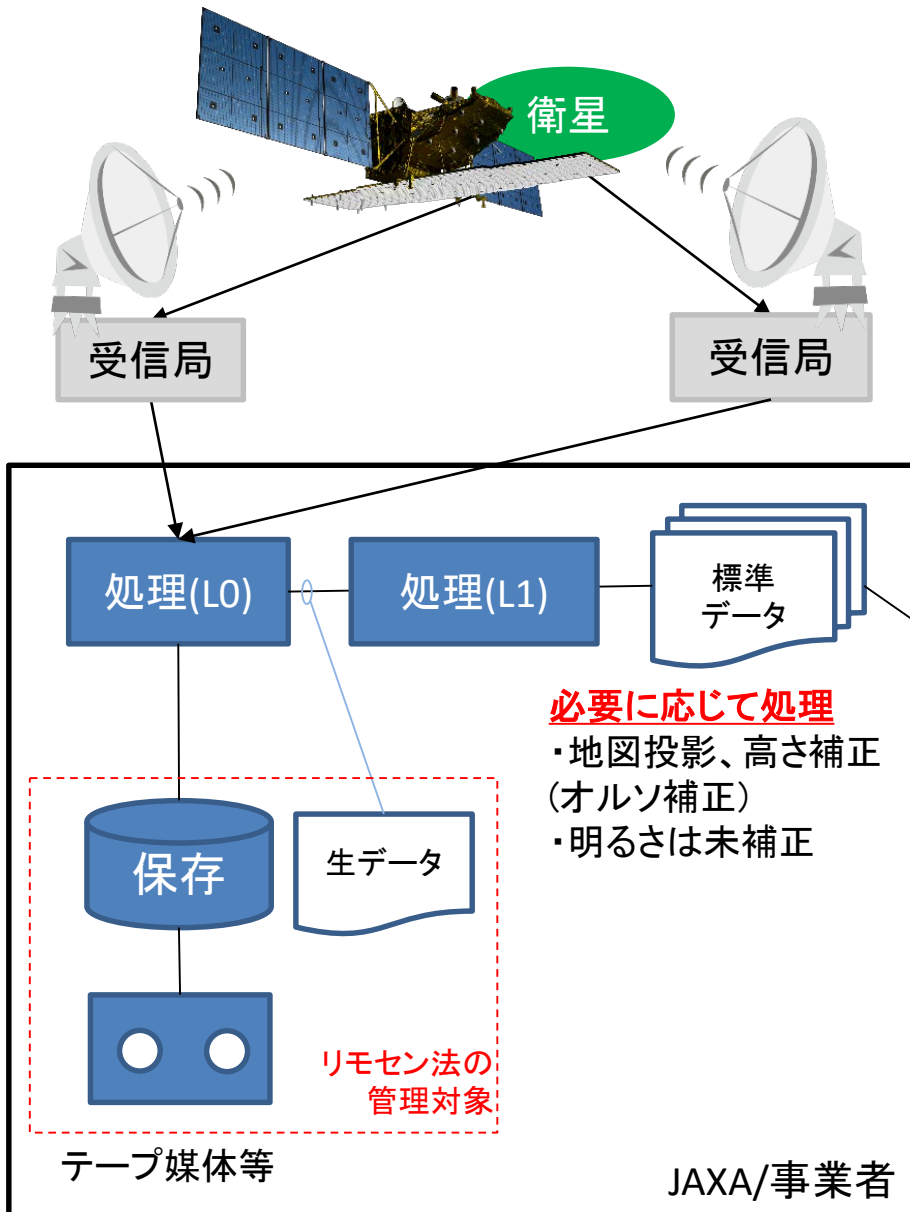 衛星
受信局
受信局
処理(L0)
処理(L1)
標準
データ
必要に応じて処理
・地図投影、高さ補正
(オルソ補正)
・明るさは未補正
保存
生データ
リモセン法の
管理対象
テープ媒体等
JAXA/事業者